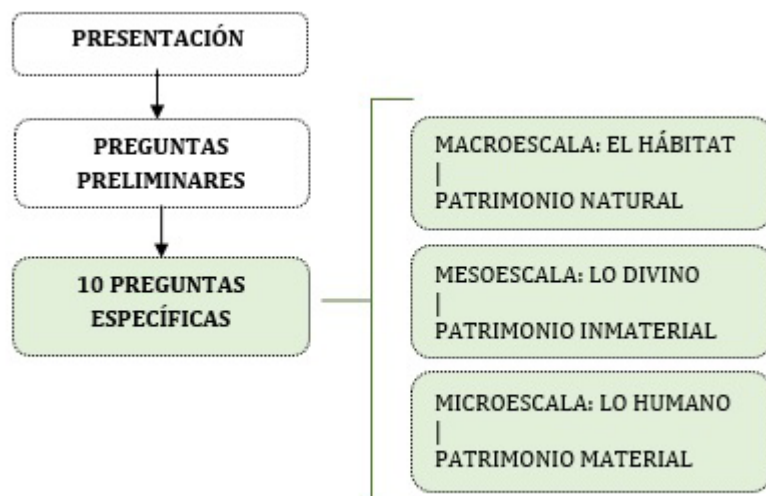 PRESENTACIÓN
PREGUNTAS
PRELIMINARES
10 PREGUNTAS
ESPECÍFICAS
MACROESCALA: EL HÁBITAT
|
PATRIMONIO NATURAL
MESOESCALA: LO DIVINO
|
PATRIMONIO INMATERIAL
MICROESCALA: LO HUMANO
|
PATRIMONIO MATERIAL